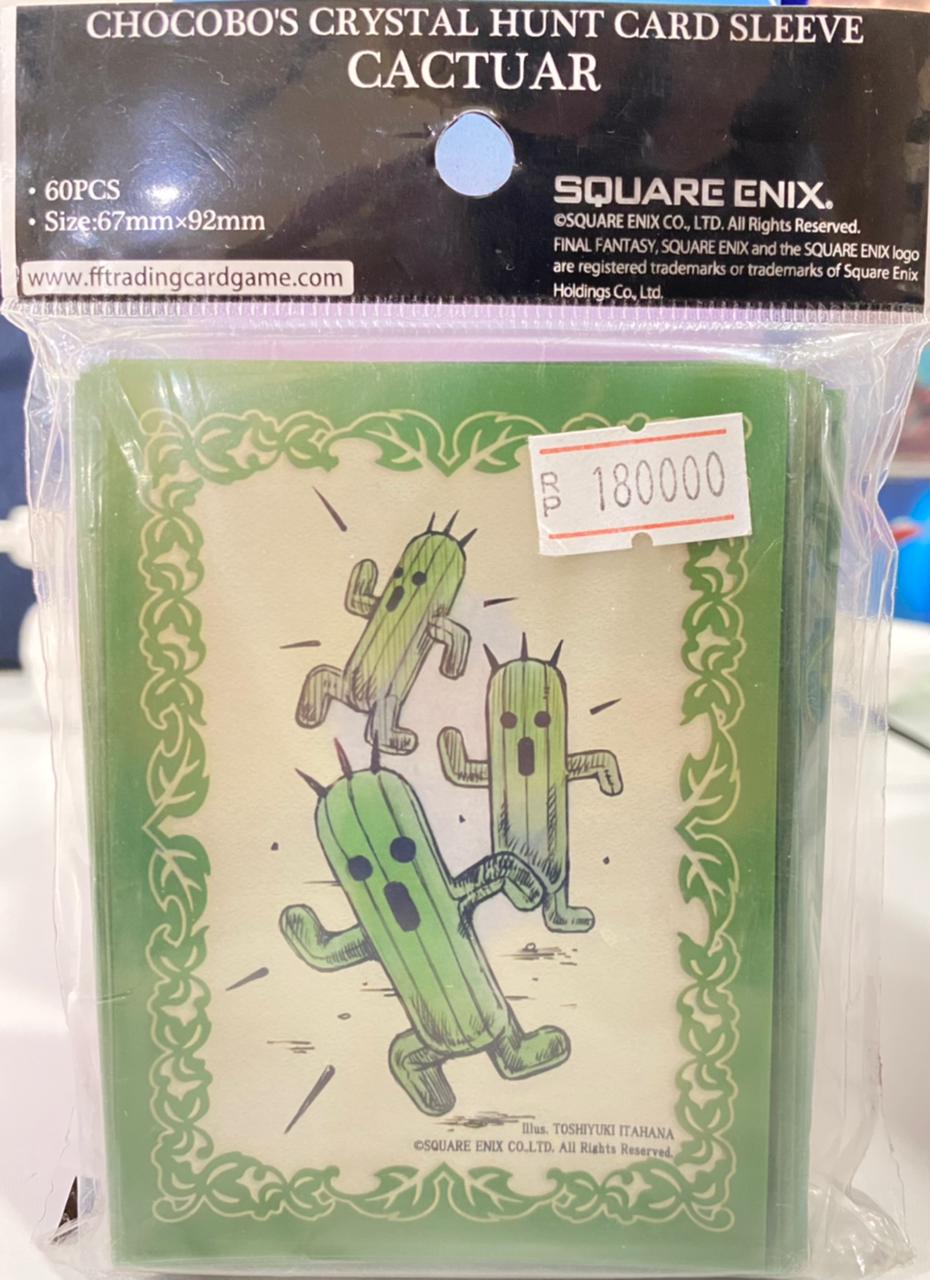 CHOCOBO'S CRYSTAL HUNT CARD SLEEVE
CACTUAR
・60PCS
・Size:67mm×92mm
www.fftradingcardgame.com
SQUARE ENIX.
©SQUARE ENIX CO., LTD. All Rights Reserved.
FINAL FANTASY, SQUARE ENIX and the SQUARE ENIX logo
are registered trademarks or trademarks of Square Enix
Holdings Co., Ltd.
RP 180000
Illus. TOSHIYUKI ITAHANA
©SQUARE ENIX CO.,LTD. All Rights Reserved.